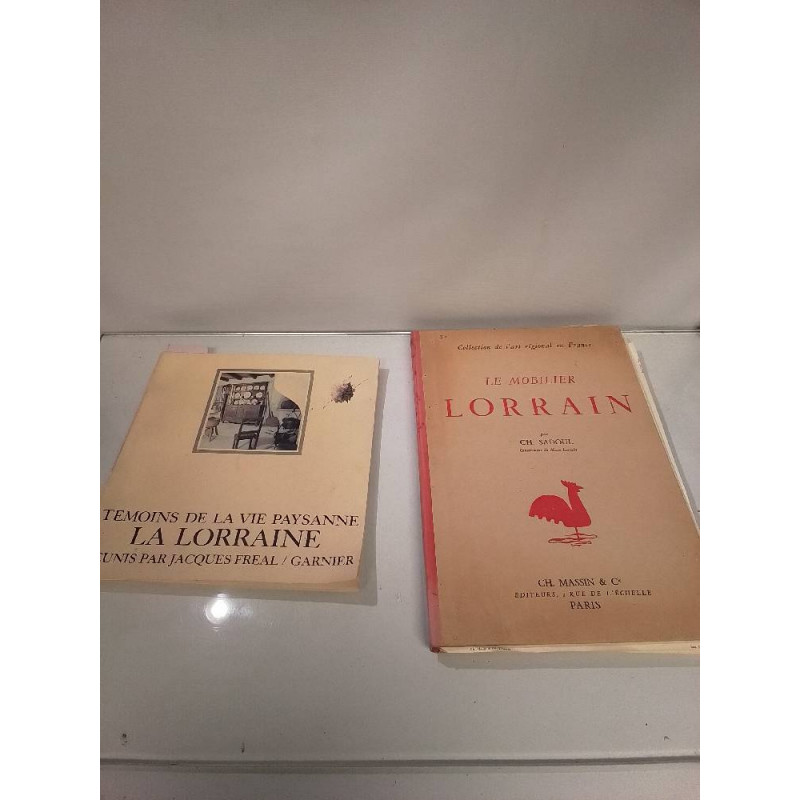 TEMOINS DE LA VIE PAYSANNE
LA LORRAINE
EUNIS PAR JACQUES FREAL / GARNIER
Collection de l'art régional en France
LE MOBILIER
LORRAIN
par
CH. SADOUL
CH. MASSIN & Cie
ÉDITEURS, 2 RUE DE L'ÉCHELLE
PARIS